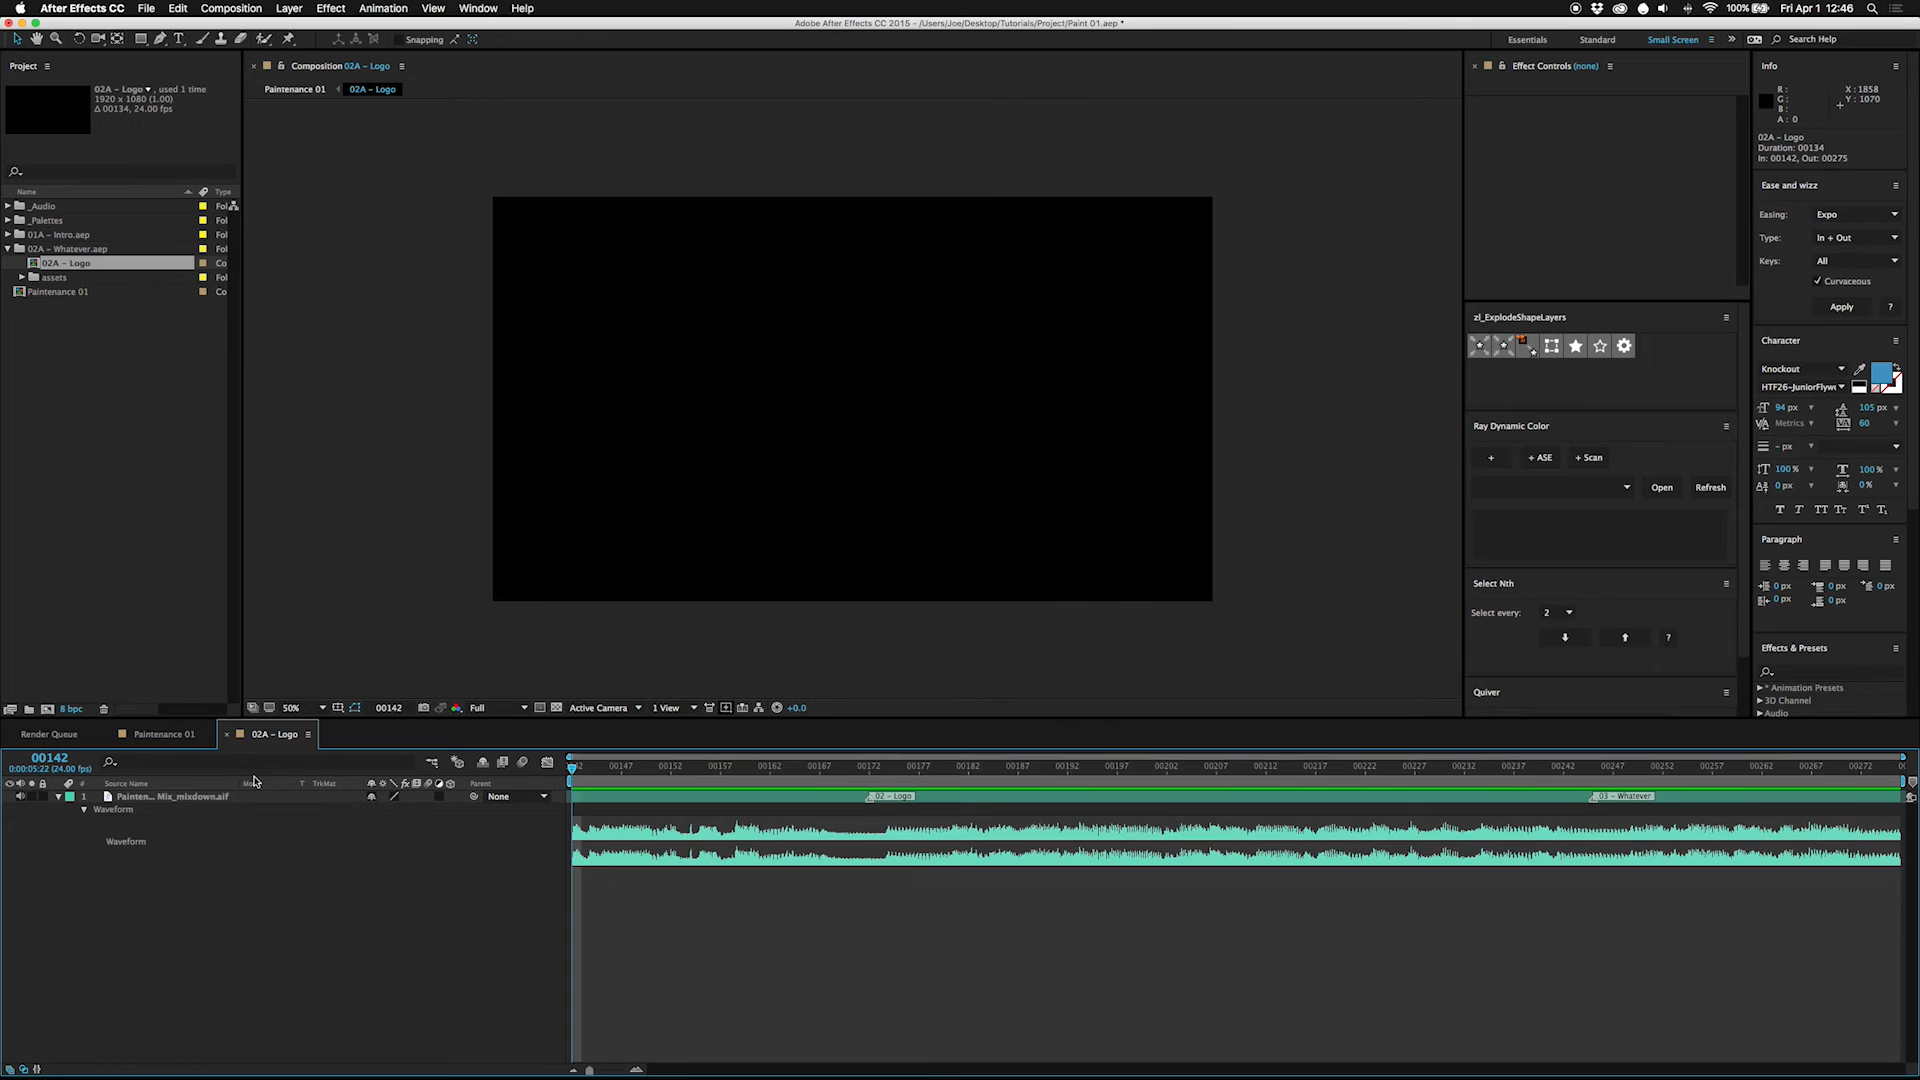 After Effects CC File Edit Composition Layer Effect Animation View Window Help 100% Fri Apr 1 12:46
Adobe After Effects CC 2015 - /Users/Joe/Desktop/Tutorials/Project/Paint 01.aep *
Snapping Essentials Standard Small Screen Search Help
Project
02A - Logo , used 1 time
1920 x 1080 (1.00)
Δ 00134, 24.00 fps
Name Type
_Audio Fol
_Palettes Fol
01A - Intro.aep Fol
02A - Whatever.aep Fol
02A - Logo Co
assets Fol
Paintenance 01 Co
8 bpc
Composition 02A - Logo
Paintenance 01 02A - Logo
50% 00142 Full Active Camera 1 View +0.0
Effect Controls (none)
zl_ExplodeShapeLayers
Ray Dynamic Color
+ + ASE + Scan
Open Refresh
Select Nth
Select every: 2
?
Quiver
Info
R: X : 1858
G: Y : 1070
B:
A : 0
02A - Logo
Duration: 00134
In: 00142, Out: 00275
Ease and wizz
Easing: Expo
Type: In + Out
Keys: All
Curvaceous
Apply ?
Character
Knockout
HTF26-JuniorFlyw
94 px 105 px
Metrics 60
- px
100% 100%
0 px 0%
T T TT Tт T¹ T₁
Paragraph
0 px 0 px 0 px
0 px 0 px
Effects & Presets
* Animation Presets
3D Channel
Audio
Render Queue Paintenance 01 02A - Logo
00142
0:00:05:22 (24.00 fps)
00147 00152 00157 00162 00167 00172 00177 00182 00187 00192 00197 00202 00207 00212 00217 00222 00227 00232 00237 00242 00247 00252 00257 00262 00267 00272
# Source Name Mo T TrkMat Parent
1 Painten... Mix_mixdown.aif None 02 - Logo 03 - Whatever
Waveform
Waveform